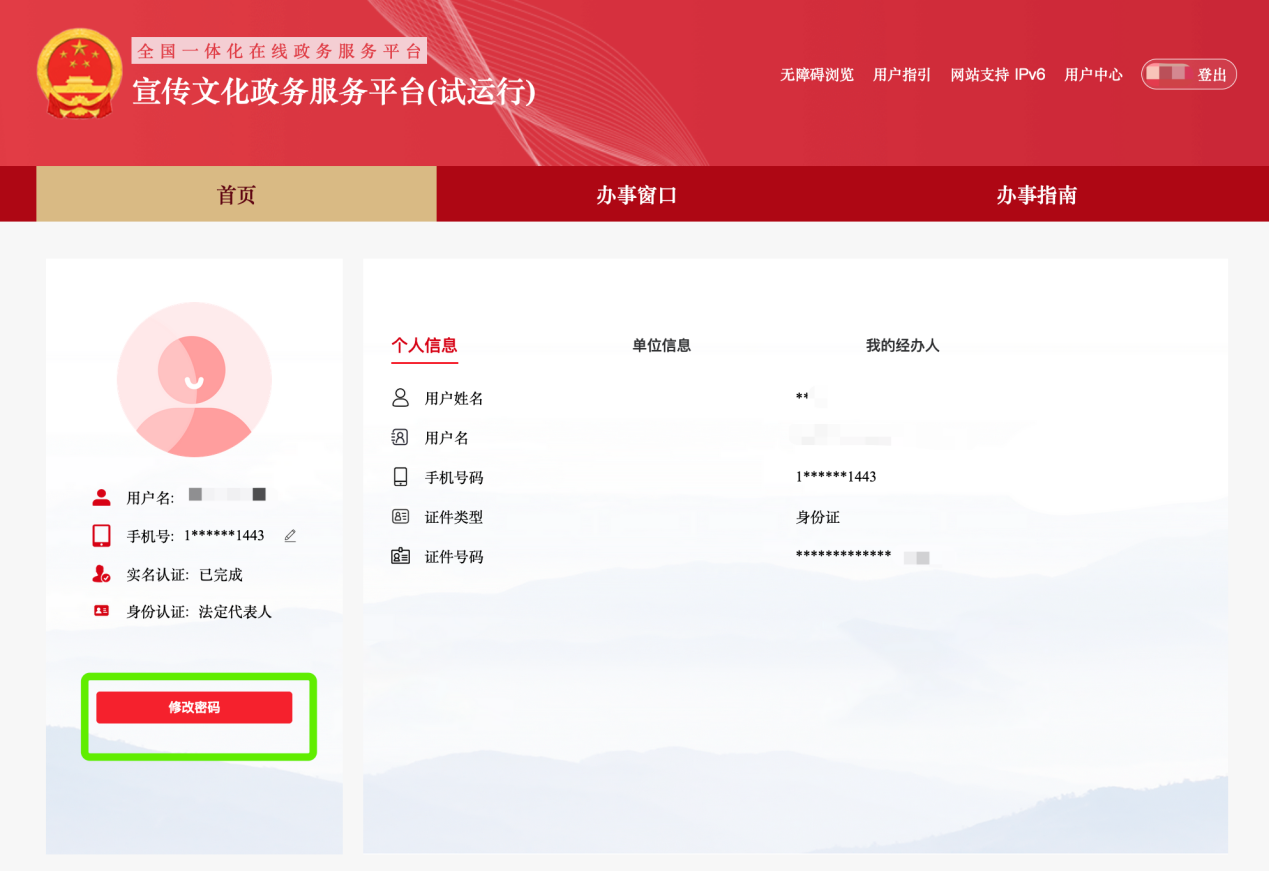 全国一体化在线政务服务平台
宣传文化政务服务平台(试运行)
无障碍浏览 用户指引 网站支持 IPv6 用户中心 登出
首页 办事窗口 办事指南
用户名:
手机号: 1******1443
实名认证: 已完成
身份认证: 法定代表人
修改密码
个人信息 单位信息 我的经办人
用户姓名 **
用户名
手机号码 1******1443
证件类型 身份证
证件号码 *************